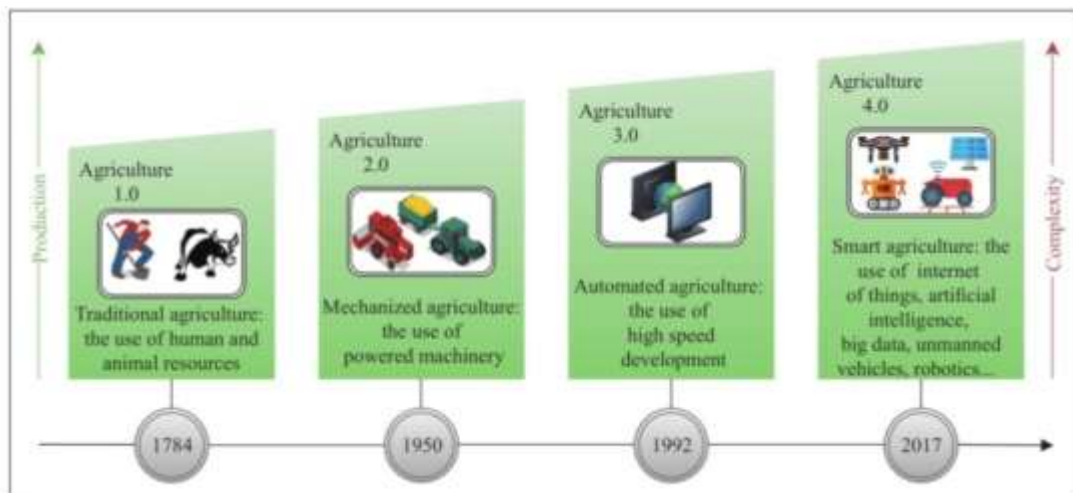 Production
Agriculture
1.0
Traditional agriculture:
the use of human and
animal resources
Agriculture
2.0
Mechanized agriculture:
the use of
powered machinery
Agriculture
3.0
Automated agriculture:
the use of
high speed
development
Agriculture
4.0
Smart agriculture: the
use of internet
of things, artificial
intelligence,
big data, unmanned
vehicles, robotics...
Complexity
1784
1950
1992
2017